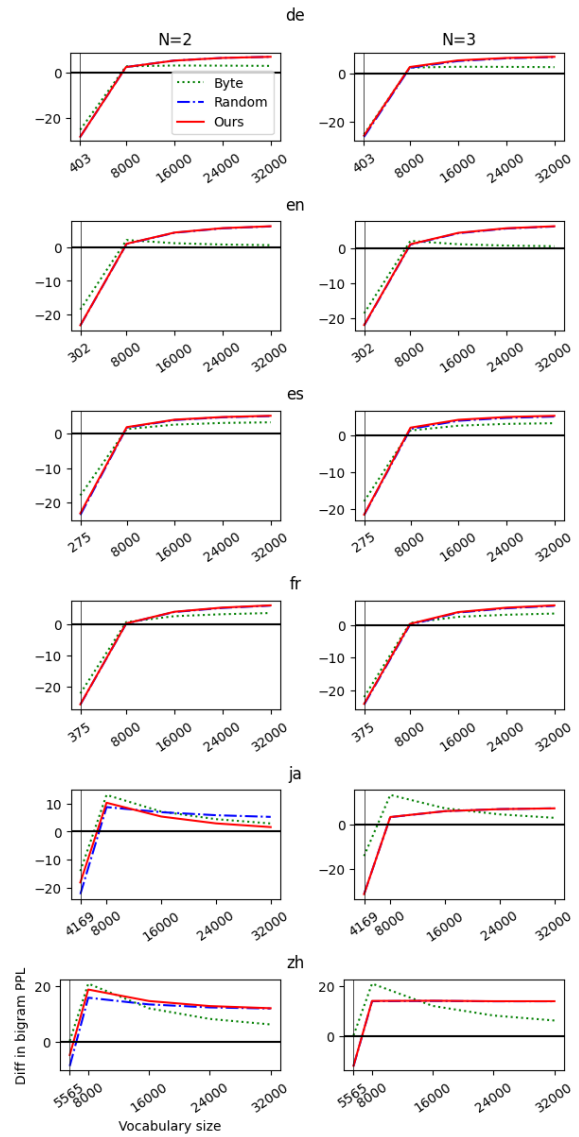 de
N=2 N=3
0
−20
Byte
Random
Ours
403 8000 16000 24000 32000
0
−20
403 8000 16000 24000 32000
en
0
−10
−20
302 8000 16000 24000 32000
0
−10
−20
302 8000 16000 24000 32000
es
0
−10
−20
275 8000 16000 24000 32000
0
−10
−20
275 8000 16000 24000 32000
fr
0
−10
−20
375 8000 16000 24000 32000
0
−10
−20
375 8000 16000 24000 32000
ja
10
0
−10
−20
4169 8000 16000 24000 32000
0
−20
4169 8000 16000 24000 32000
zh
Diff in bigram PPL
20
0
5565 8000 16000 24000 32000
Vocabulary size
20
0
5565 8000 16000 24000 32000